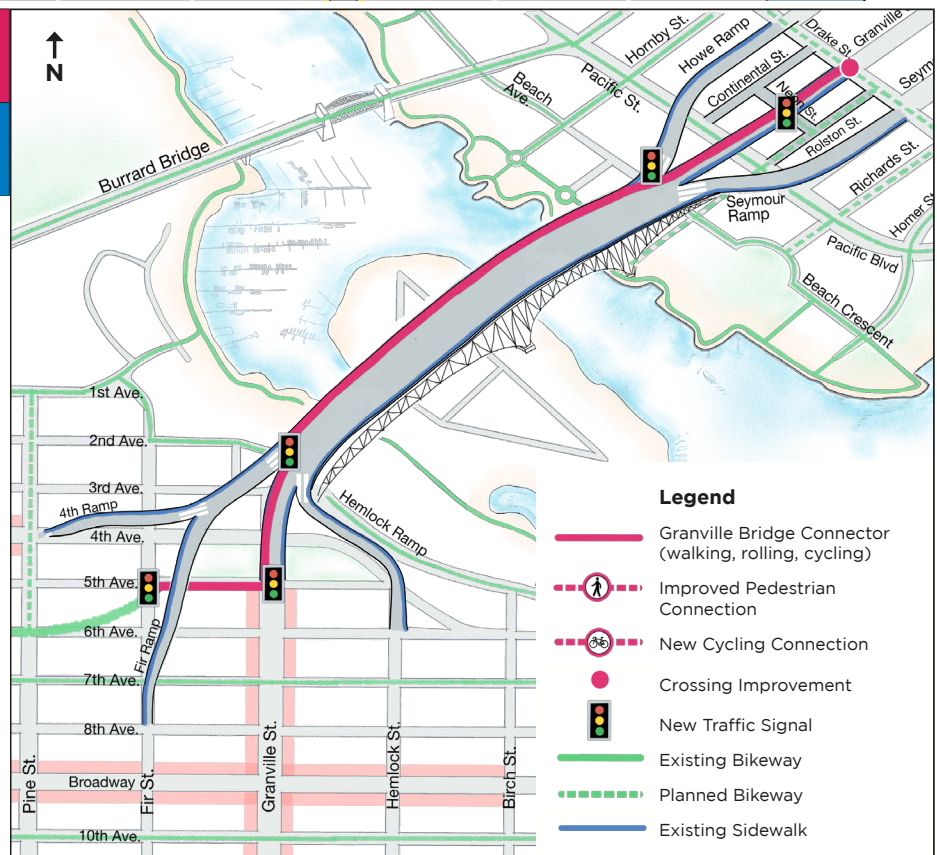 N
Burrard Bridge
Beach
Ave.
Pacific St.
Hornby St.
Howe Ramp
Continental St.
Drake St.
Granville
Neon St.
Rolston St.
Richards St.
Seymour
Ramp
Pacific Blvd
Beach Crescent
1st Ave.
2nd Ave.
3rd Ave.
4th Ramp
4th Ave.
5th Ave.
6th Ave.
Fir Ramp
7th Ave.
8th Ave.
Broadway
10th Ave.
Pine St.
Fir St.
Granville St.
Hemlock St.
Birch St.
Hemlock Ramp
Legend
Granville Bridge Connector
(walking, rolling, cycling)
Improved Pedestrian
Connection
New Cycling Connection
Crossing Improvement
New Traffic Signal
Existing Bikeway
Planned Bikeway
Existing Sidewalk